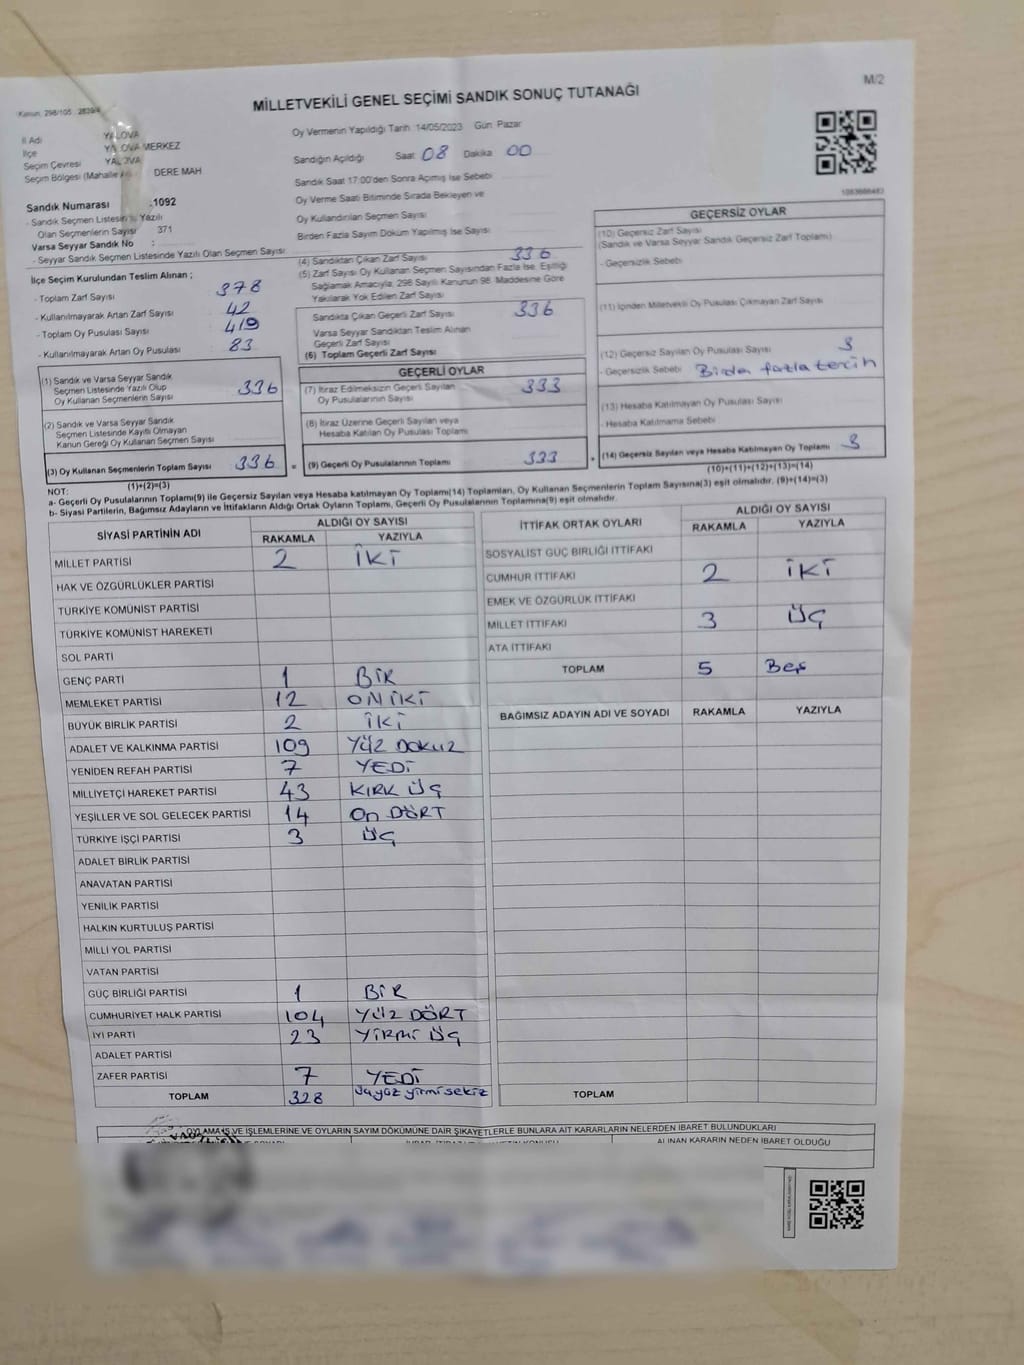 M/2
Kanun: 298/105 2839/4
MİLLETVEKİLİ GENEL SEÇİMİ SANDIK SONUÇ TUTANAĞI
İl Adı YALOVA
İlçe YALOVA MERKEZ
Seçim Çevresi YALOVA
Seçim Bölgesi (Mahalle DERE MAH
Sandık Numarası :1092
- Sandık Seçmen Listesinde Yazılı
Olan Seçmenlerin Sayısı 371
Varsa Seyyar Sandık No :
- Seyyar Sandık Seçmen Listesinde Yazılı Olan Seçmen Sayısı
Oy Vermenin Yapıldığı Tarih 14/05/2023 Gün Pazar
Sandığın Açıldığı Saat 08 Dakika 00
Sandık Saat 17:00'den Sonra Açılmış İse Sebebi
Oy Verme Saati Bitiminde Sırada Bekleyen ve
Oy Kullandırılan Seçmen Sayısı
Birden Fazla Sayım Döküm Yapılmış İse Sayısı
İlçe Seçim Kurulundan Teslim Alınan ;
- Toplam Zarf Sayısı 378
- Kullanılmayarak Artan Zarf Sayısı 42
- Toplam Oy Pusulası Sayısı 419
- Kullanılmayarak Artan Oy Pusulası 83
(1) Sandık ve Varsa Seyyar Sandık
Seçmen Listesinde Yazılı Olup
Oy Kullanan Seçmenlerin Sayısı 336
(2) Sandık ve Varsa Seyyar Sandık
Seçmen Listesinde Kayıtlı Olmayan
Kanun Gereği Oy Kullanan Seçmen Sayısı
(3) Oy Kullanan Seçmenlerin Toplam Sayısı 336
(1)+(2)=(3)
(4) Sandıktan Çıkan Zarf Sayısı 336
(5) Zarf Sayısı Oy Kullanan Seçmen Sayısından Fazla İse, Eşitliği
Sağlamak Amacıyla, 298 Sayılı Kanunun 98. Maddesine Göre
Yakılarak Yok Edilen Zarf Sayısı
Sandıkta Çıkan Geçerli Zarf Sayısı 336
Varsa Seyyar Sandıktan Teslim Alınan
Geçerli Zarf Sayısı
(6) Toplam Geçerli Zarf Sayısı
GEÇERLİ OYLAR
(7) İtiraz Edilmeksizin Geçerli Sayılan
Oy Pusulalarının Sayısı 333
(8) İtiraz Üzerine Geçerli Sayılan veya
Hesaba Katılan Oy Pusulası Toplamı
= (9) Geçerli Oy Pusulalarının Toplamı 333 +
GEÇERSİZ OYLAR
(10) Geçersiz Zarf Sayısı
(Sandık ve Varsa Seyyar Sandık Geçersiz Zarf Toplamı)
- Geçersizlik Sebebi
(11) İçinden Milletvekili Oy Pusulası Çıkmayan Zarf Sayısı
(12) Geçersiz Sayılan Oy Pusulası Sayısı 3
- Geçersizlik Sebebi Birden fazla tercih
(13) Hesaba Katılmayan Oy Pusulası Sayısı
- Hesaba Katılmama Sebebi
(14) Geçersiz Sayılan veya Hesaba Katılmayan Oy Toplamı 3
(10)+(11)+(12)+(13)=(14)
NOT:
a- Geçerli Oy Pusulalarının Toplamı(9) ile Geçersiz Sayılan veya Hesaba katılmayan Oy Toplamı(14) Toplamları, Oy Kullanan Seçmenlerin Toplam Sayısına(3) eşit olmalıdır. (9)+(14)=(3)
b- Siyasi Partilerin, Bağımsız Adayların ve İttifakların Aldığı Ortak Oyların Toplamı, Geçerli Oy Pusulalarının Toplamına(9) eşit olmalıdır.
SİYASİ PARTİNİN ADI ALDIĞI OY SAYISI
RAKAMLA YAZIYLA
MİLLET PARTİSİ 2 İKİ
HAK VE ÖZGÜRLÜKLER PARTİSİ
TÜRKİYE KOMÜNİST PARTİSİ
TÜRKİYE KOMÜNİST HAREKETİ
SOL PARTİ
GENÇ PARTİ 1 BİR
MEMLEKET PARTİSİ 12 ON İKİ
BÜYÜK BİRLİK PARTİSİ 2 İKİ
ADALET VE KALKINMA PARTİSİ 109 YÜZ DOKUZ
YENİDEN REFAH PARTİSİ 7 YEDİ
MİLLİYETÇİ HAREKET PARTİSİ 43 KIRK ÜÇ
YEŞİLLER VE SOL GELECEK PARTİSİ 14 On DÖRT
TÜRKİYE İŞÇİ PARTİSİ 3 ÜÇ
ADALET BİRLİK PARTİSİ
ANAVATAN PARTİSİ
YENİLİK PARTİSİ
HALKIN KURTULUŞ PARTİSİ
MİLLİ YOL PARTİSİ
VATAN PARTİSİ
GÜÇ BİRLİĞİ PARTİSİ 1 BİR
CUMHURİYET HALK PARTİSİ 104 YÜZ DÖRT
İYİ PARTİ 23 YİRMİ ÜÇ
ADALET PARTİSİ
ZAFER PARTİSİ 7 YEDİ
TOPLAM 328 üçyüz yirmisekiz
İTTİFAK ORTAK OYLARI ALDIĞI OY SAYISI
RAKAMLA YAZIYLA
SOSYALİST GÜÇ BİRLİĞİ İTTİFAKI
CUMHUR İTTİFAKI 2 İKİ
EMEK VE ÖZGÜRLÜK İTTİFAKI
MİLLET İTTİFAKI 3 ÜÇ
ATA İTTİFAKI
TOPLAM 5 Beş
BAĞIMSIZ ADAYIN ADI VE SOYADI RAKAMLA YAZIYLA
TOPLAM
OYLAMA İŞ VE İŞLEMLERİNE VE OYLARIN SAYIM DÖKÜMÜNE DAİR ŞİKAYETLERLE BUNLARA AİT KARARLARIN NELERDEN İBARET BULUNDUKLARI
ALINAN KARARIN NEDEN İBARET OLDUĞU